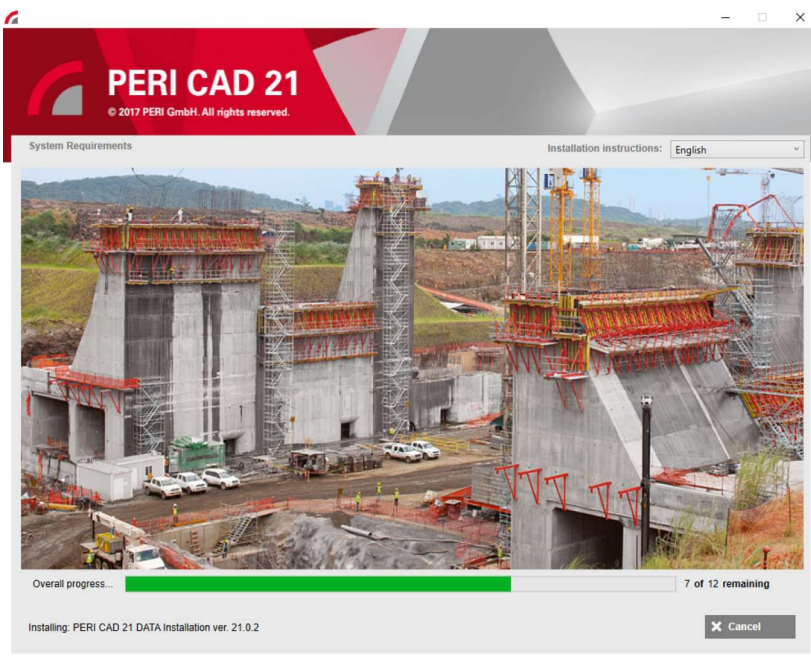 PERI CAD 21
© 2017 PERI GmbH. All rights reserved.
System Requirements
Installation instructions: English
Overall progress... 7 of 12 remaining
Installing: PERI CAD 21 DATA Installation ver. 21.0.2
Cancel